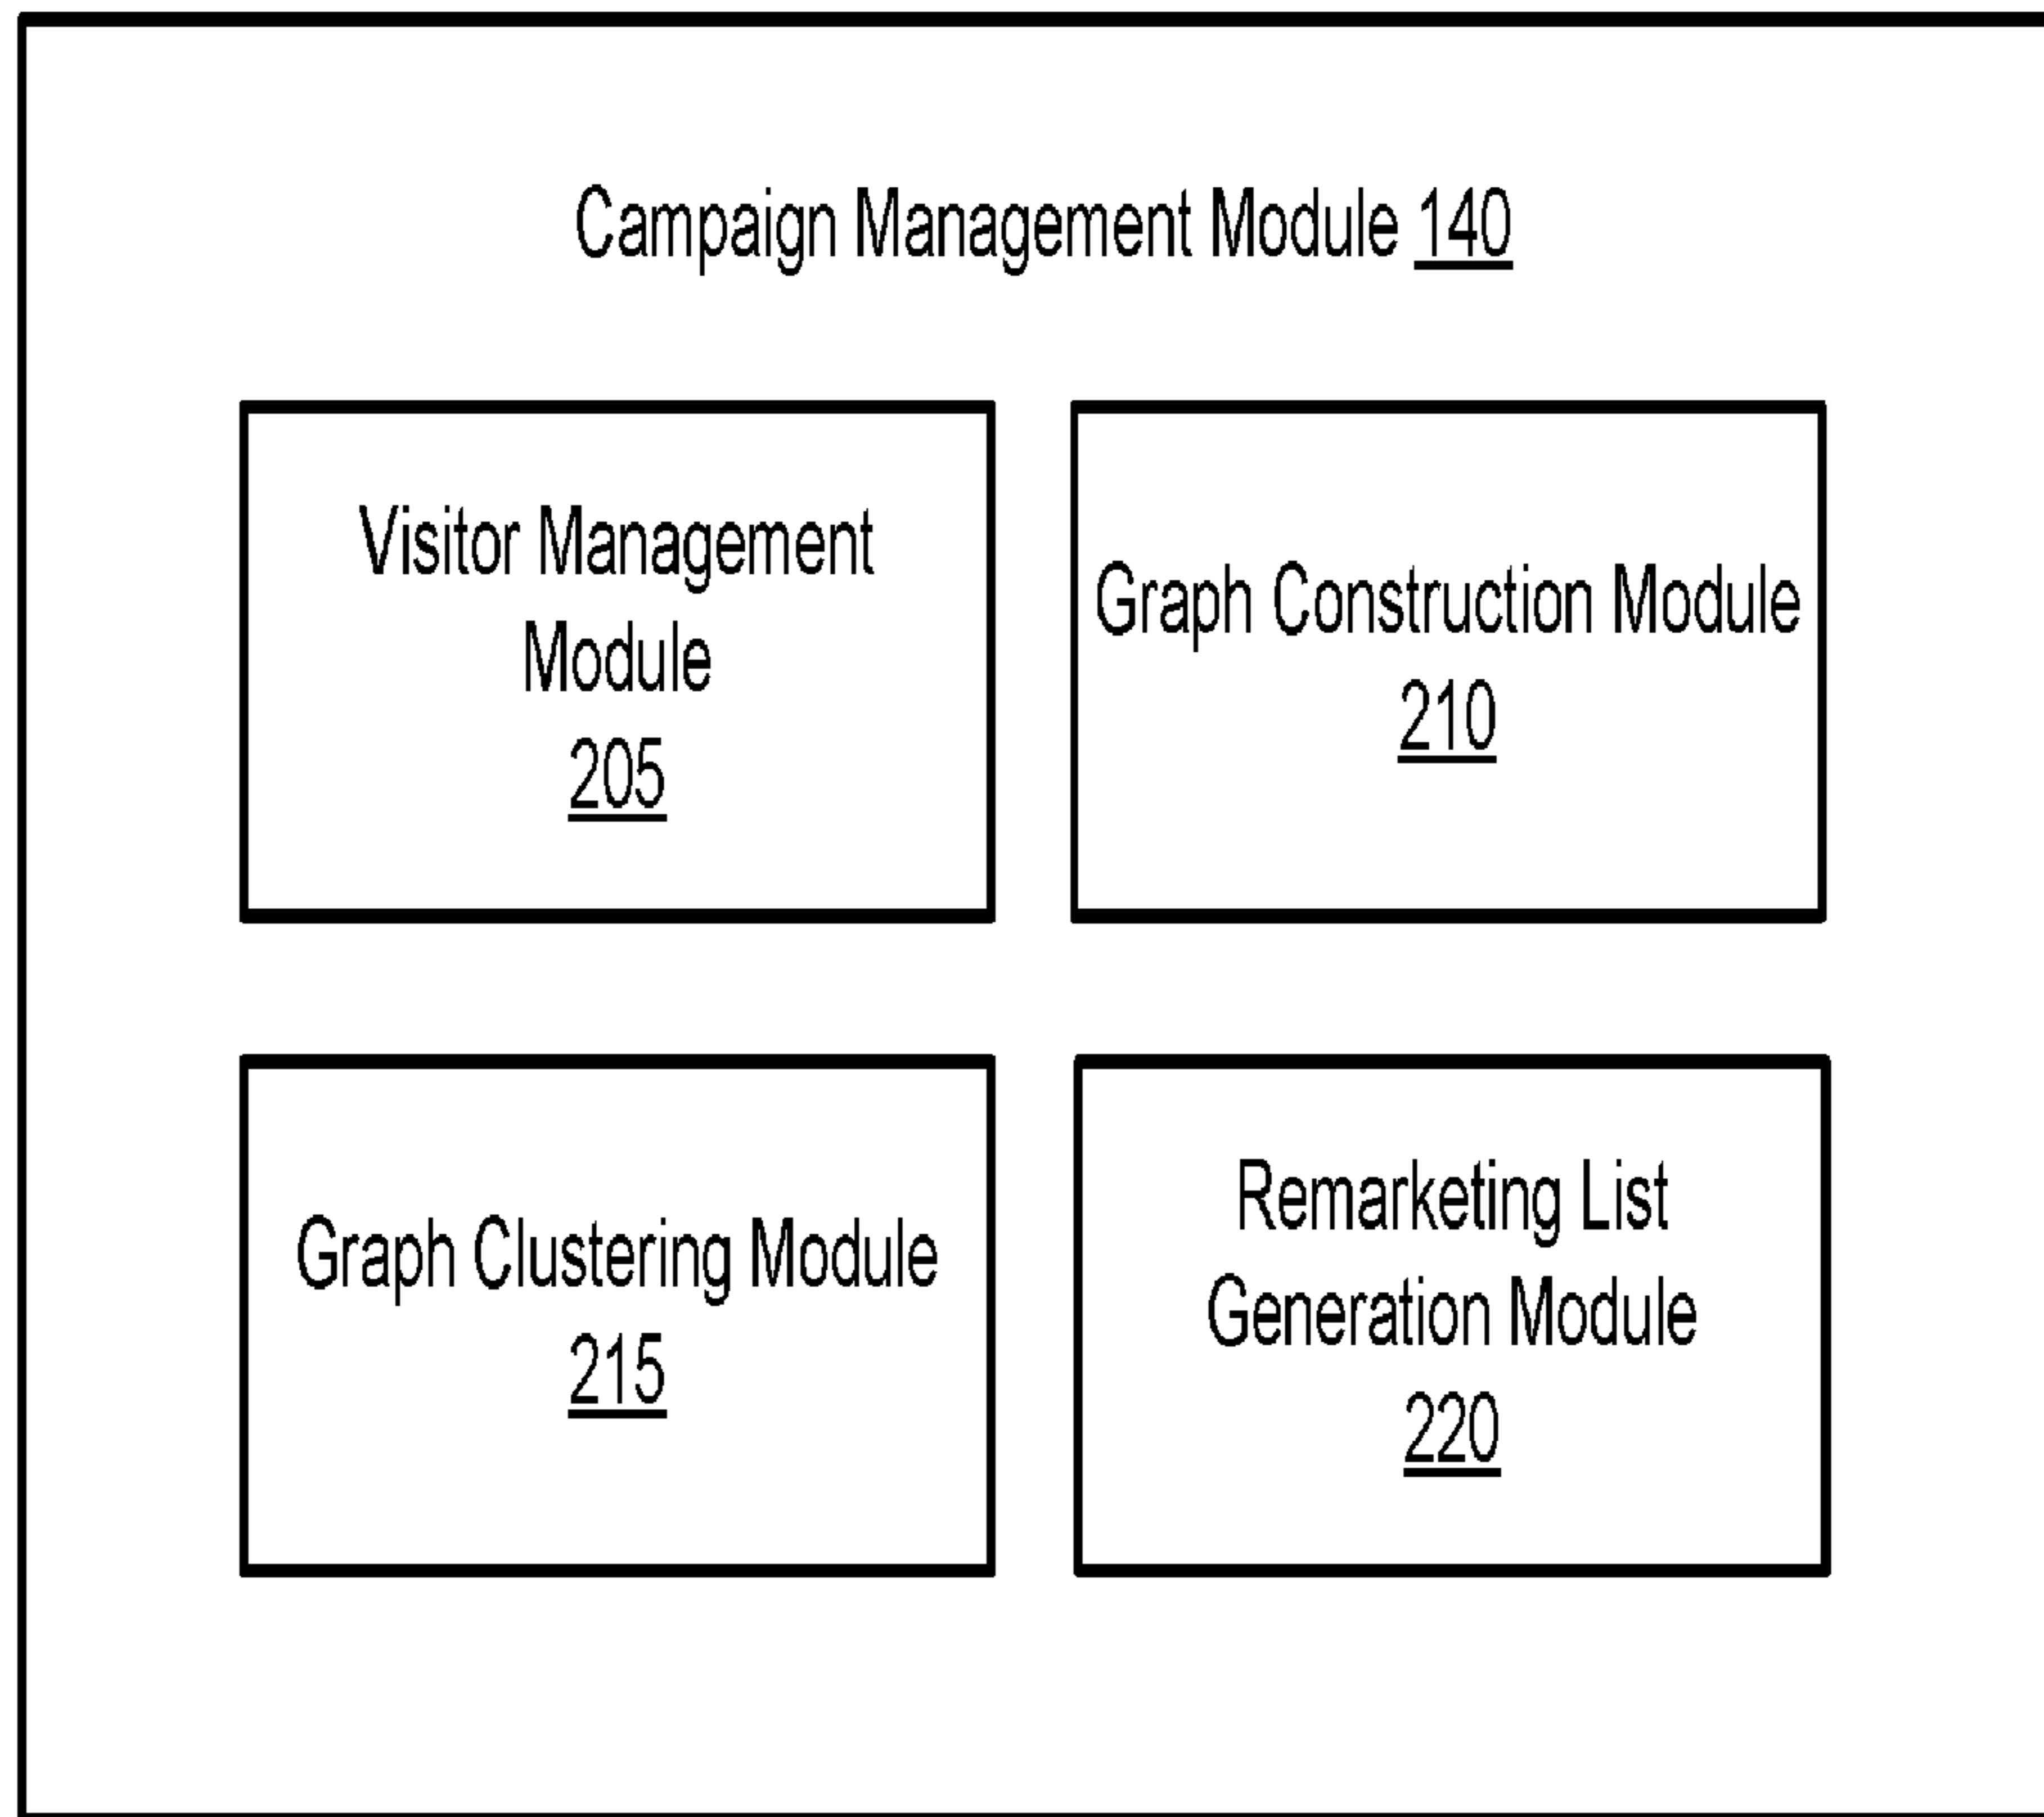 Campaign Management Module 140
Visitor Management
Module
205
Graph Construction Module
210
Graph Clustering Module
215
Remarketing List
Generation Module
220